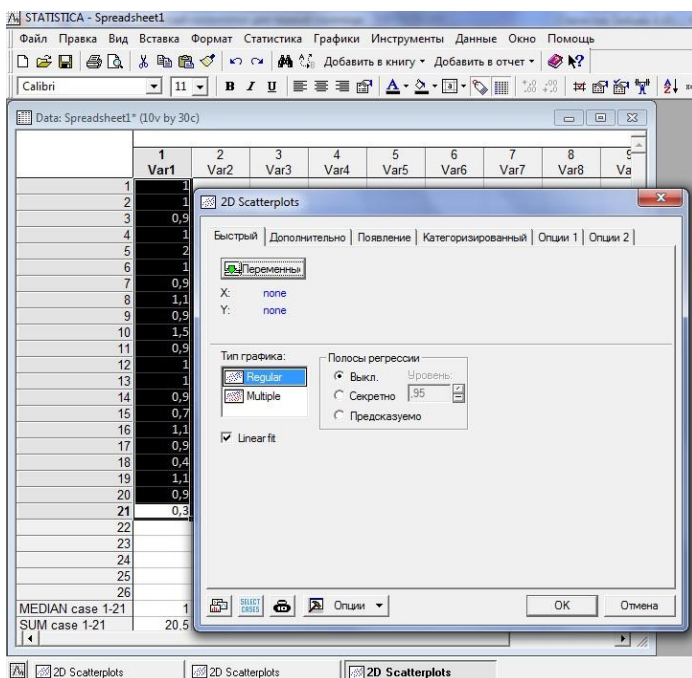 STATISTICA - Spreadsheet1
Файл Правка Вид Вставка Формат Статистика Графики Инструменты Данные Окно Помощь
Добавить в книгу Добавить в отчет
Calibri 11 B I U
Data: Spreadsheet1* (10v by 30c)
1 2 3 4 5 6 7 8 9
Var1 Var2 Var3 Var4 Var5 Var6 Var7 Var8 Va
1 1
2 1
3 0,9
4 1
5 2
6 1
7 0,9
8 1,1
9 0,9
10 1,5
11 0,9
12 1
13 1
14 0,9
15 0,7
16 1,1
17 0,9
18 0,4
19 1,1
20 0,9
21 0,3
22
23
24
25
26
MEDIAN case 1-21 1
SUM case 1-21 20,5
2D Scatterplots
Быстрый Дополнительно Появление Категоризированный Опции 1 Опции 2
Переменны
X: none
Y: none
Тип графика:
Regular
Multiple
Linear fit
Полосы регрессии
Выкл. Уровень:
Секретно .95
Предсказуемо
SELECT
CASES
Опции
OK Отмена
2D Scatterplots 2D Scatterplots 2D Scatterplots